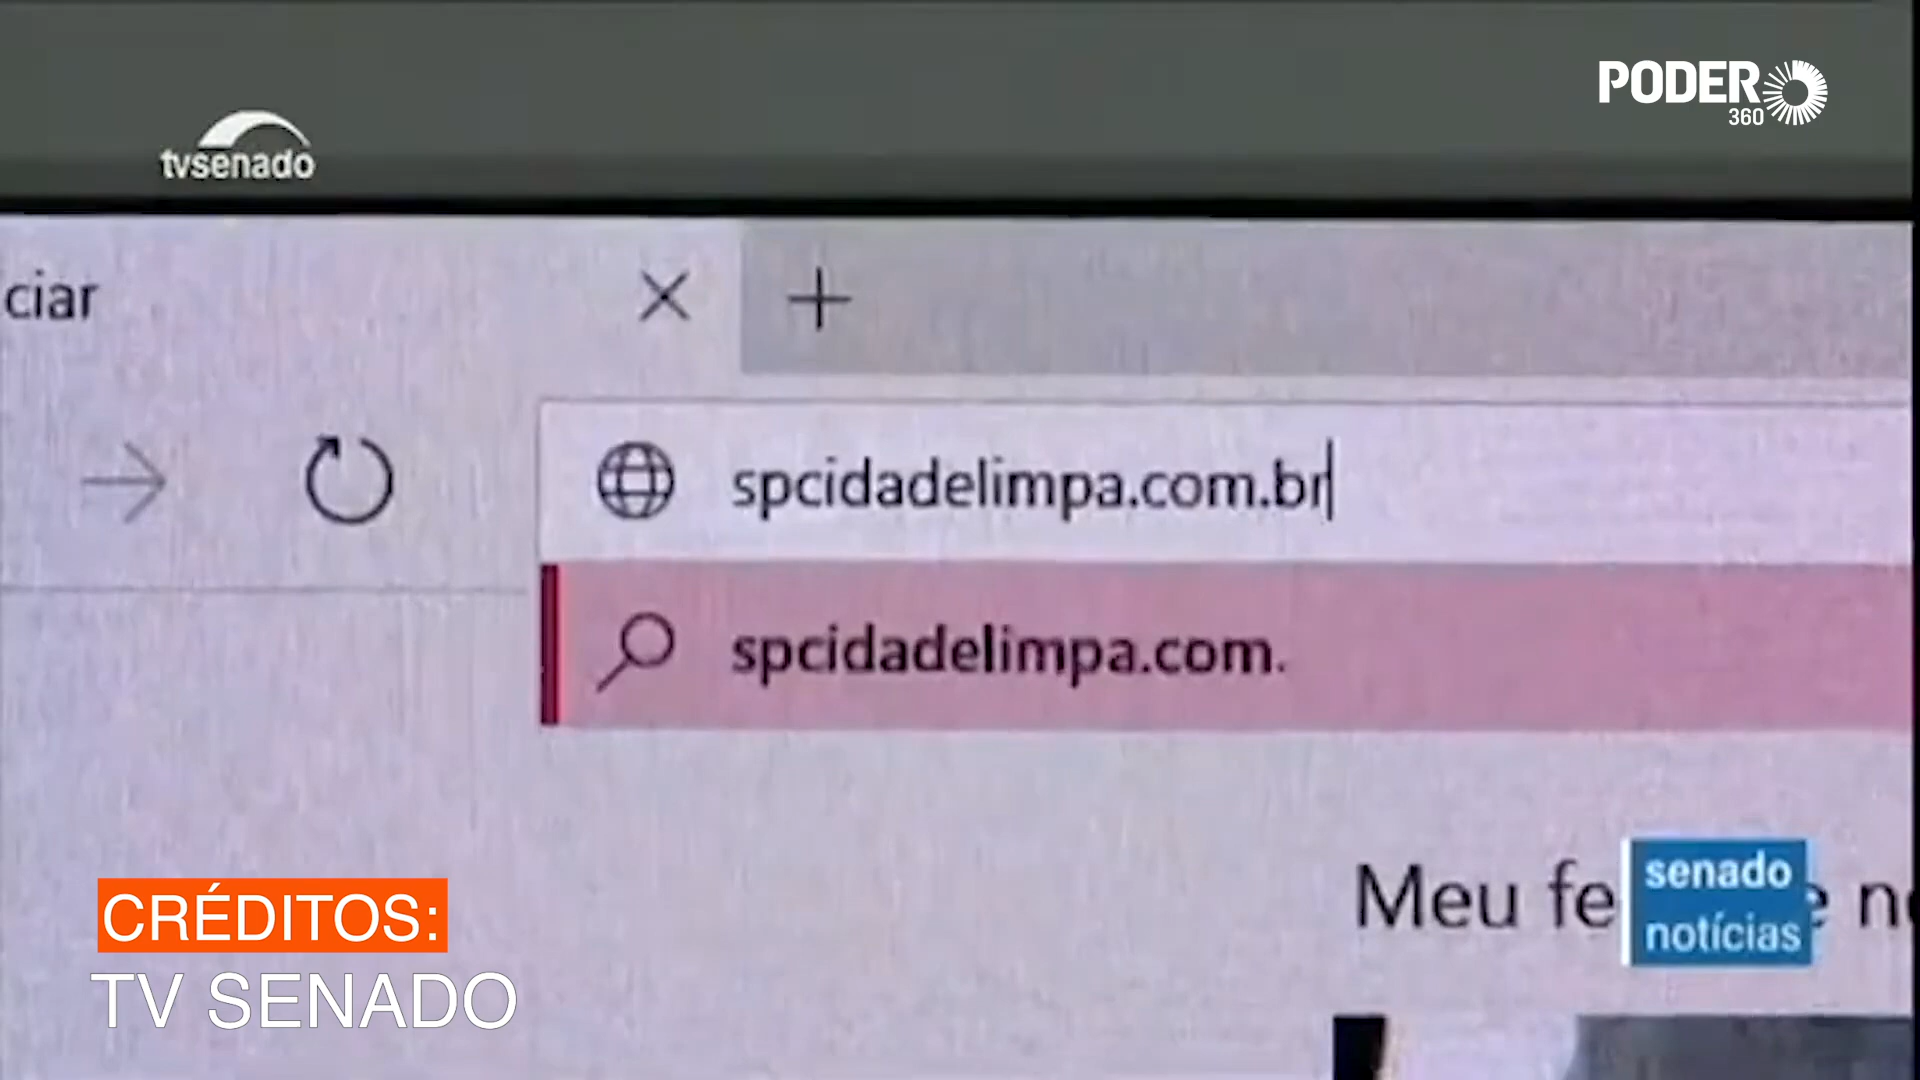 PODER
360
tvsenado
ciar
spcidadelimpa.com.br
spcidadelimpa.com.
Meu fe
senado
notícias
CRÉDITOS:
TV SENADO